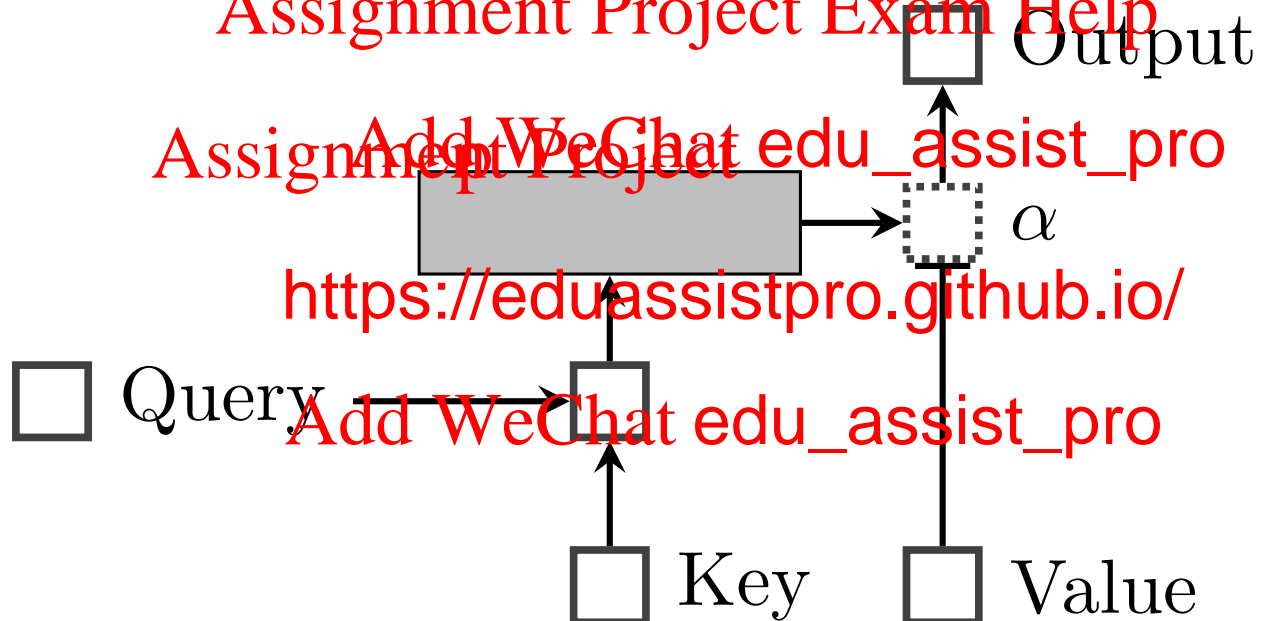 Assignment Project Exam Help
Output
Add WeChat edu_assist_pro
Assignment Project
α
https://eduassistpro.github.io/
Query
Add WeChat edu_assist_pro
Key
Value